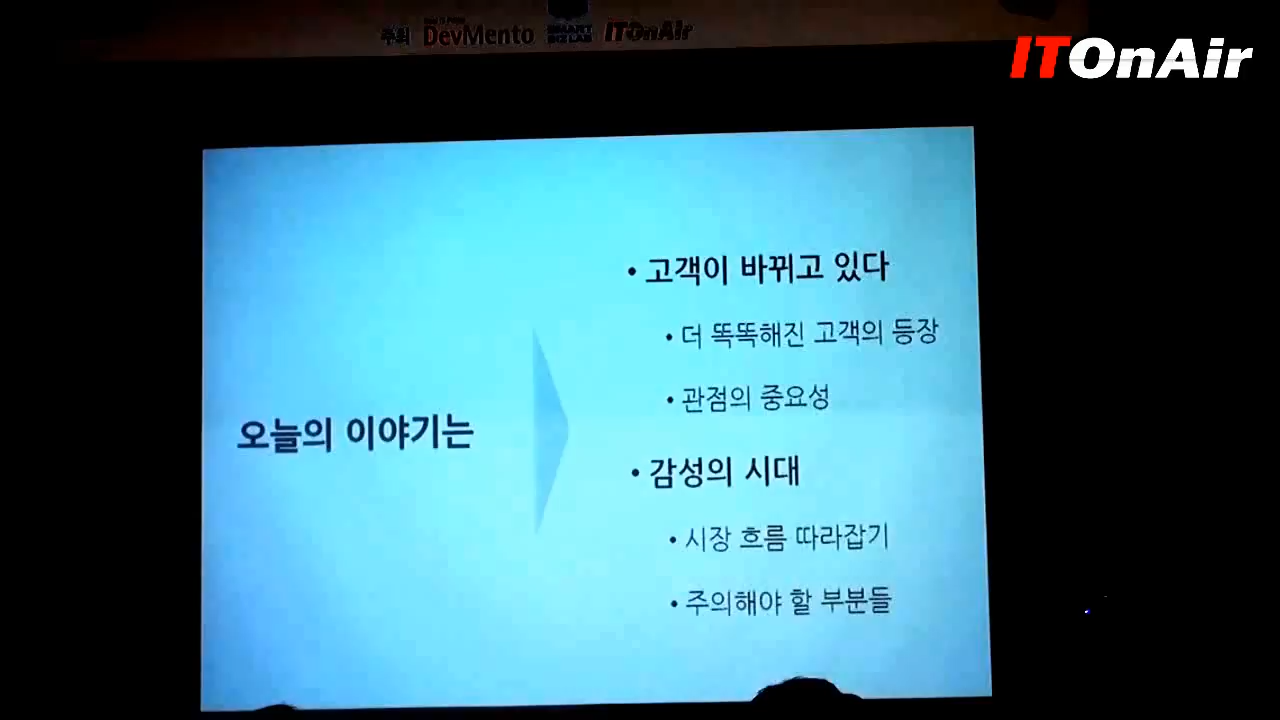 주최 DevMento ITOnAir
ITOnAir
오늘의 이야기는
• 고객이 바뀌고 있다
• 더 똑똑해진 고객의 등장
• 관점의 중요성
• 감성의 시대
• 시장 흐름 따라잡기
• 주의해야 할 부분들